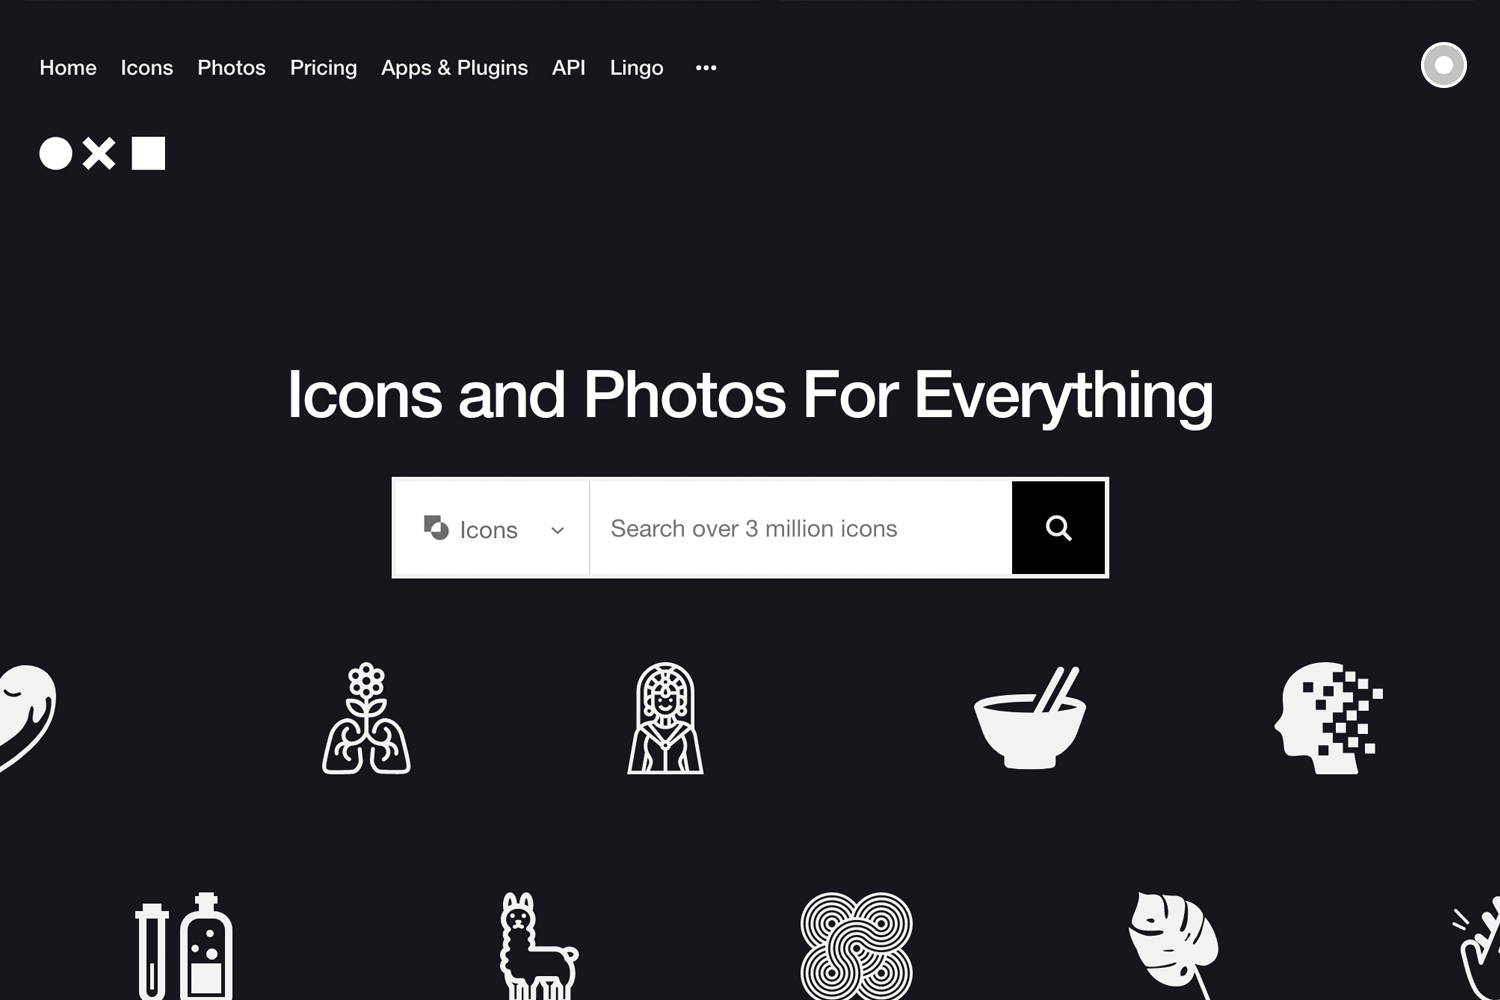 Home Icons Photos Pricing Apps & Plugins API Lingo •••
Icons and Photos For Everything
Icons Search over 3 million icons